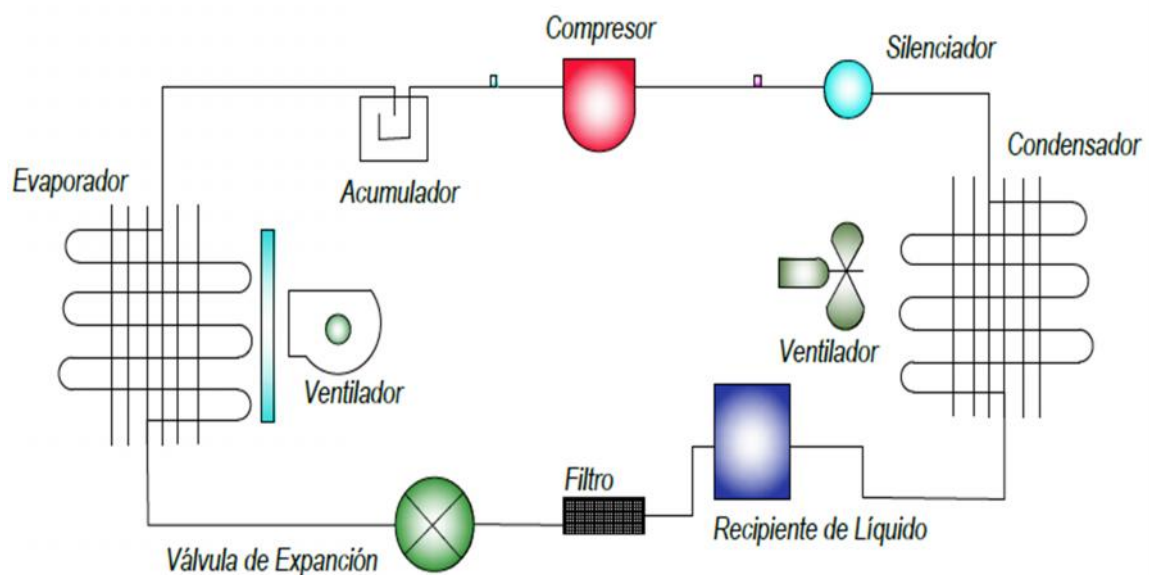 Compresor
Silenciador
Condensador
Evaporador
Acumulador
Ventilador
Ventilador
Filtro
Recipiente de Líquido
Válvula de Expanción